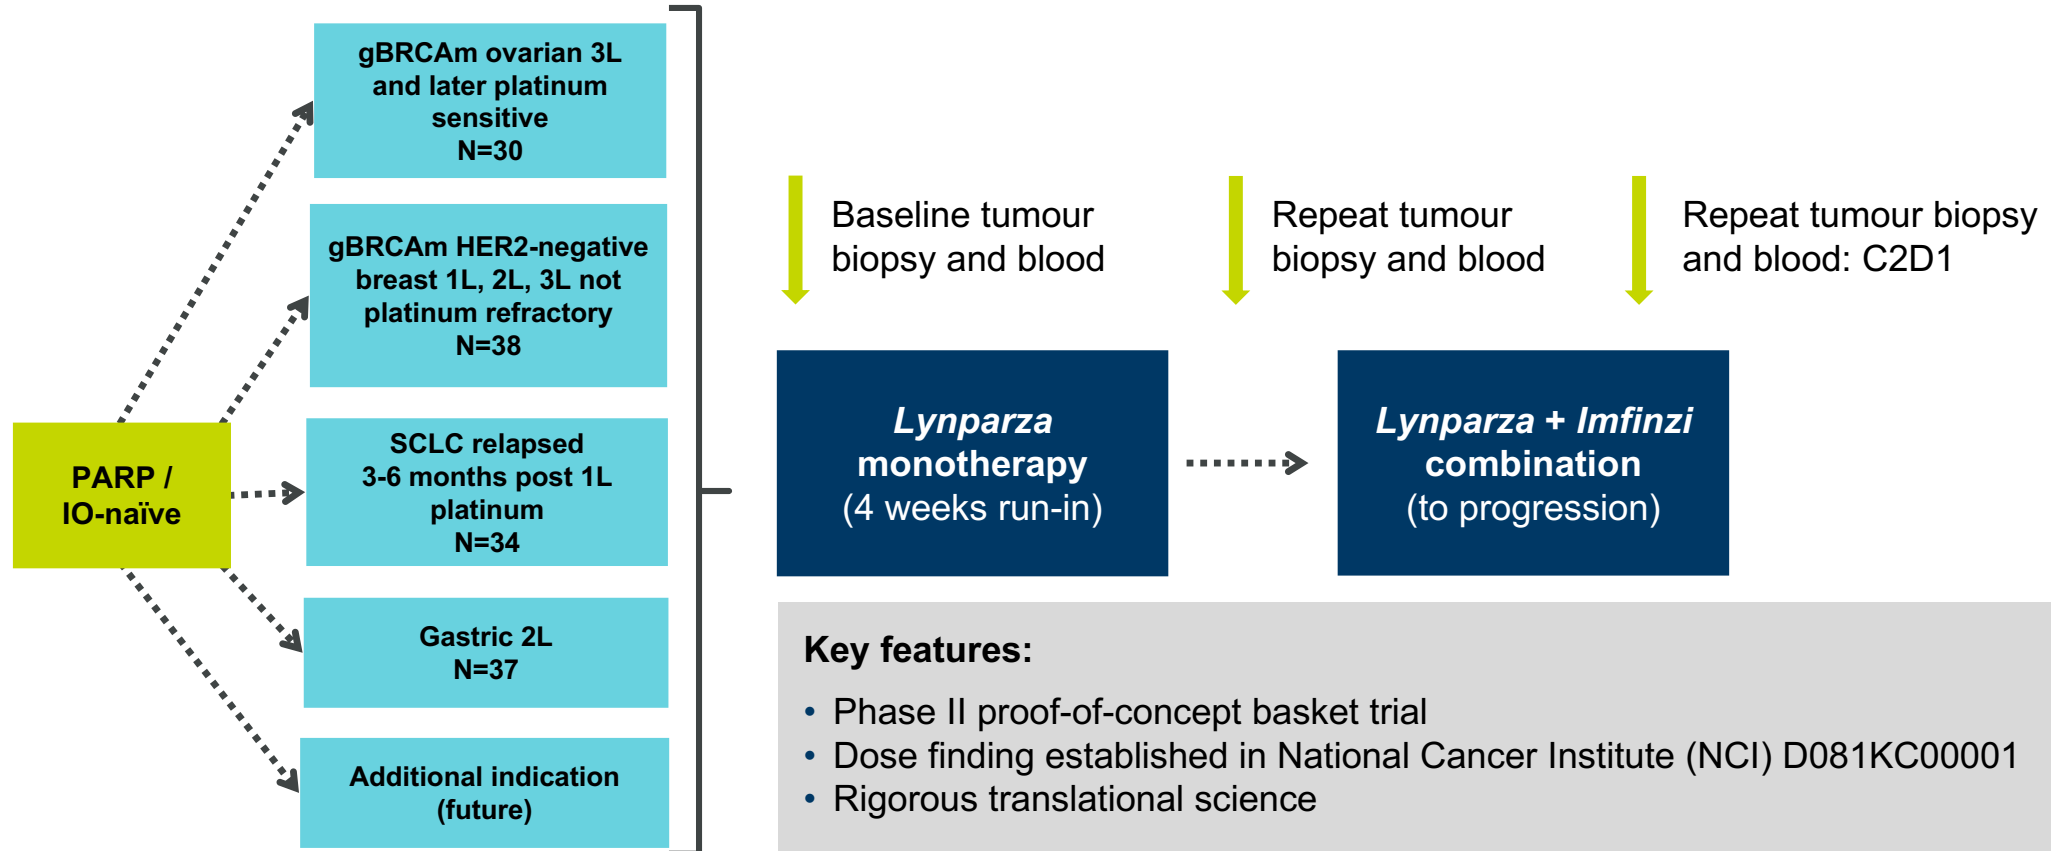 gBRCAm ovarian 3L
and later platinum
sensitive
N=30
gBRCAm HER2-negative
breast 1L, 2L, 3L not
platinum refractory
N=38
PARP /
IO-naïve
SCLC relapsed
3-6 months post 1L
platinum
N=34
Gastric 2L
N=37
Additional indication
(future)
Baseline tumour
biopsy and blood
Repeat tumour
biopsy and blood
Repeat tumour biopsy
and blood: C2D1
Lynparza
monotherapy
(4 weeks run-in)
Lynparza + Imfinzi
combination
(to progression)
Key features:
• Phase II proof-of-concept basket trial
• Dose finding established in National Cancer Institute (NCI) D081KC00001
• Rigorous translational science